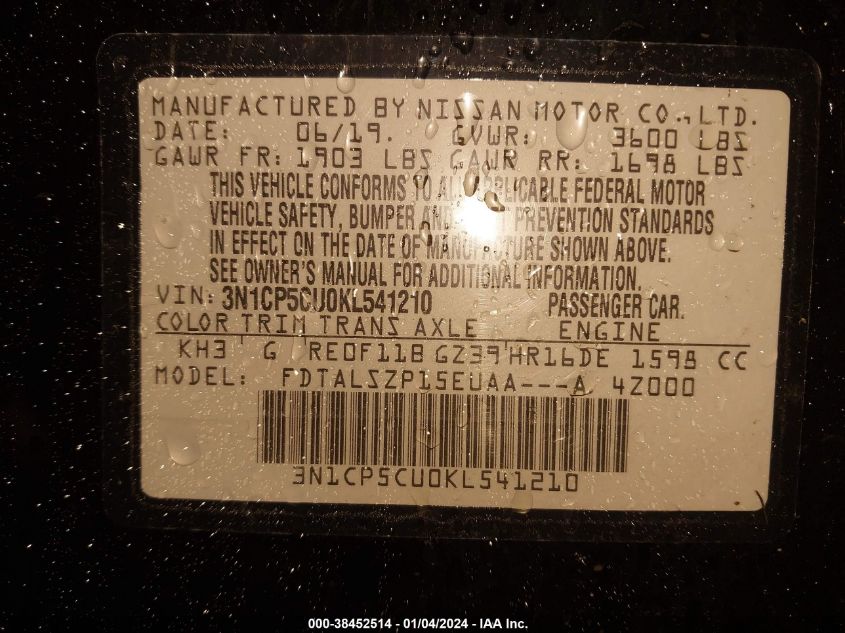 MANUFACTURED BY NISSAN MOTOR CO., LTD.
DATE: 06/19. GVWR: 3600 LBS
GAWR FR: 1903 LBS GAWR RR: 1698 LBS
THIS VEHICLE CONFORMS TO ALL APPLICABLE FEDERAL MOTOR
VEHICLE SAFETY, BUMPER AND PREVENTION STANDARDS
IN EFFECT ON THE DATE OF MANUFACTURE SHOWN ABOVE.
SEE OWNER'S MANUAL FOR ADDITIONAL INFORMATION.
VIN: 3N1CP5CU0KL541210 PASSENGER CAR.
COLOR TRIM TRANS AXLE ENGINE
KH3 G RE0F11B GZ39 HR16DE 1598 CC
MODEL: FDTALSZP15EUAA---A 4Z000
3N1CP5CU0KL541210
000-38452514 - 01/04/2024 - IAA Inc.